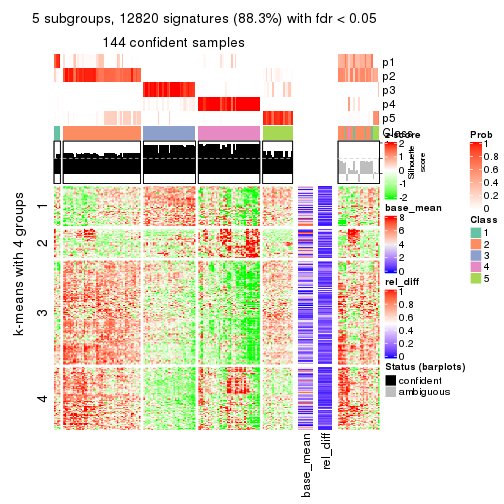 5 subgroups, 12820 signatures (88.3%) with fdr < 0.05
144 confident samples
p1
p2
p3
p4
p5
Class
Silhouette
score
k-means with 4 groups
1
2
3
4
base_mean
rel_diff
z-score
2
1
0
-1
-2
base_mean
8
6
4
2
0
rel_diff
1
0.8
0.6
0.4
0.2
0
Status (barplots)
confident
ambiguous
Prob
1
0.8
0.6
0.4
0.2
0
Class
1
2
3
4
5